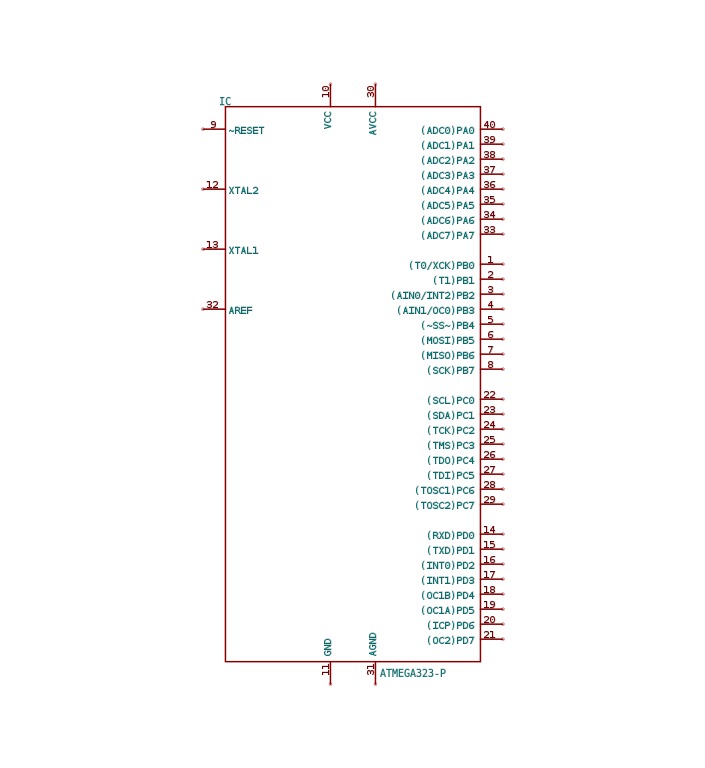 10
30
IC
VCC
AVCC
9 ~RESET
(ADC0)PA0 40
(ADC1)PA1 39
(ADC2)PA2 38
(ADC3)PA3 37
12 XTAL2
(ADC4)PA4 36
(ADC5)PA5 35
(ADC6)PA6 34
(ADC7)PA7 33
13 XTAL1
(T0/XCK)PB0 1
(T1)PB1 2
(AIN0/INT2)PB2 3
32 AREF
(AIN1/OC0)PB3 4
(~SS~)PB4 5
(MOSI)PB5 6
(MISO)PB6 7
(SCK)PB7 8
(SCL)PC0 22
(SDA)PC1 23
(TCK)PC2 24
(TMS)PC3 25
(TDO)PC4 26
(TDI)PC5 27
(TOSC1)PC6 28
(TOSC2)PC7 29
(RXD)PD0 14
(TXD)PD1 15
(INT0)PD2 16
(INT1)PD3 17
(OC1B)PD4 18
(OC1A)PD5 19
(ICP)PD6 20
(OC2)PD7 21
GND
AGND
11
31
ATMEGA323-P